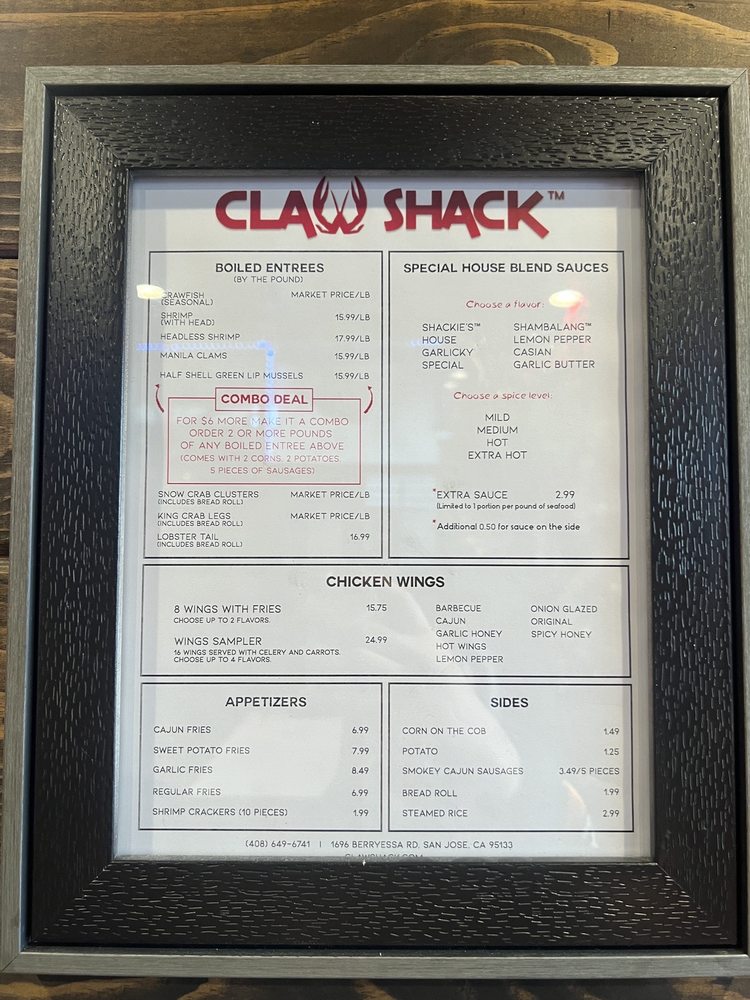 CLAW SHACK™
BOILED ENTREES
(BY THE POUND)
CRAWFISH MARKET PRICE/LB
(SEASONAL)
SHRIMP 15.99/LB
(WITH HEAD)
HEADLESS SHRIMP 17.99/LB
MANILA CLAMS 15.99/LB
HALF SHELL GREEN LIP MUSSELS 15.99/LB
COMBO DEAL
FOR $6 MORE MAKE IT A COMBO
ORDER 2 OR MORE POUNDS
OF ANY BOILED ENTREE ABOVE
(COMES WITH 2 CORNS, 2 POTATOES,
5 PIECES OF SAUSAGES)
SNOW CRAB CLUSTERS MARKET PRICE/LB
(INCLUDES BREAD ROLL)
KING CRAB LEGS MARKET PRICE/LB
(INCLUDES BREAD ROLL)
LOBSTER TAIL 16.99
(INCLUDES BREAD ROLL)
SPECIAL HOUSE BLEND SAUCES
Choose a flavor:
SHACKIE'S™ SHAMBALANG™
HOUSE LEMON PEPPER
GARLICKY CASIAN
SPECIAL GARLIC BUTTER
Choose a spice level:
MILD
MEDIUM
HOT
EXTRA HOT
*EXTRA SAUCE 2.99
(Limited to 1 portion per pound of seafood)
*Additional 0.50 for sauce on the side
CHICKEN WINGS
8 WINGS WITH FRIES 15.75
CHOOSE UP TO 2 FLAVORS.
WINGS SAMPLER 24.99
16 WINGS SERVED WITH CELERY AND CARROTS.
CHOOSE UP TO 4 FLAVORS.
BARBECUE ONION GLAZED
CAJUN ORIGINAL
GARLIC HONEY SPICY HONEY
HOT WINGS
LEMON PEPPER
APPETIZERS
CAJUN FRIES 6.99
SWEET POTATO FRIES 7.99
GARLIC FRIES 8.49
REGULAR FRIES 6.99
SHRIMP CRACKERS (10 PIECES) 1.99
SIDES
CORN ON THE COB 1.49
POTATO 1.25
SMOKEY CAJUN SAUSAGES 3.49/5 PIECES
BREAD ROLL 1.99
STEAMED RICE 2.99
(408) 649-6741 | 1696 BERRYESSA RD, SAN JOSE, CA 95133
CLAWSHACK.COM